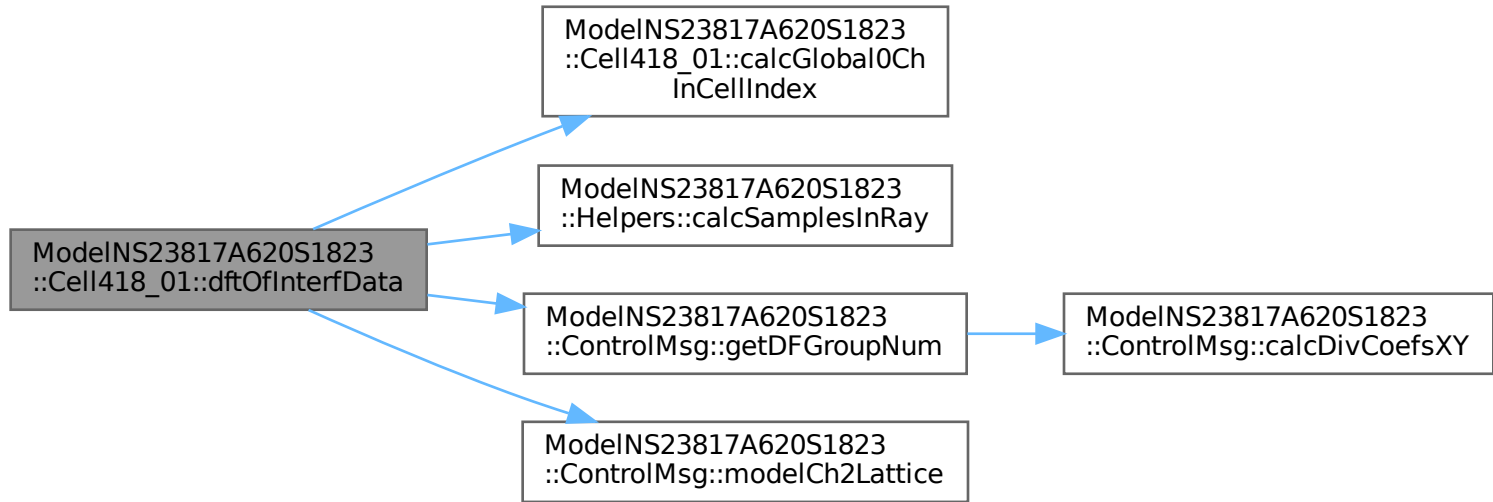 ModelNS23817A620S1823
::Cell418_01::calcGlobal0Ch
InCellIndex
ModelNS23817A620S1823
::Helpers::calcSamplesInRay
ModelNS23817A620S1823
::Cell418_01::dftOfInterfData
ModelNS23817A620S1823
::ControlMsg::getDFGroupNum
ModelNS23817A620S1823
::ControlMsg::calcDivCoefsXY
ModelNS23817A620S1823
::ControlMsg::modelCh2Lattice